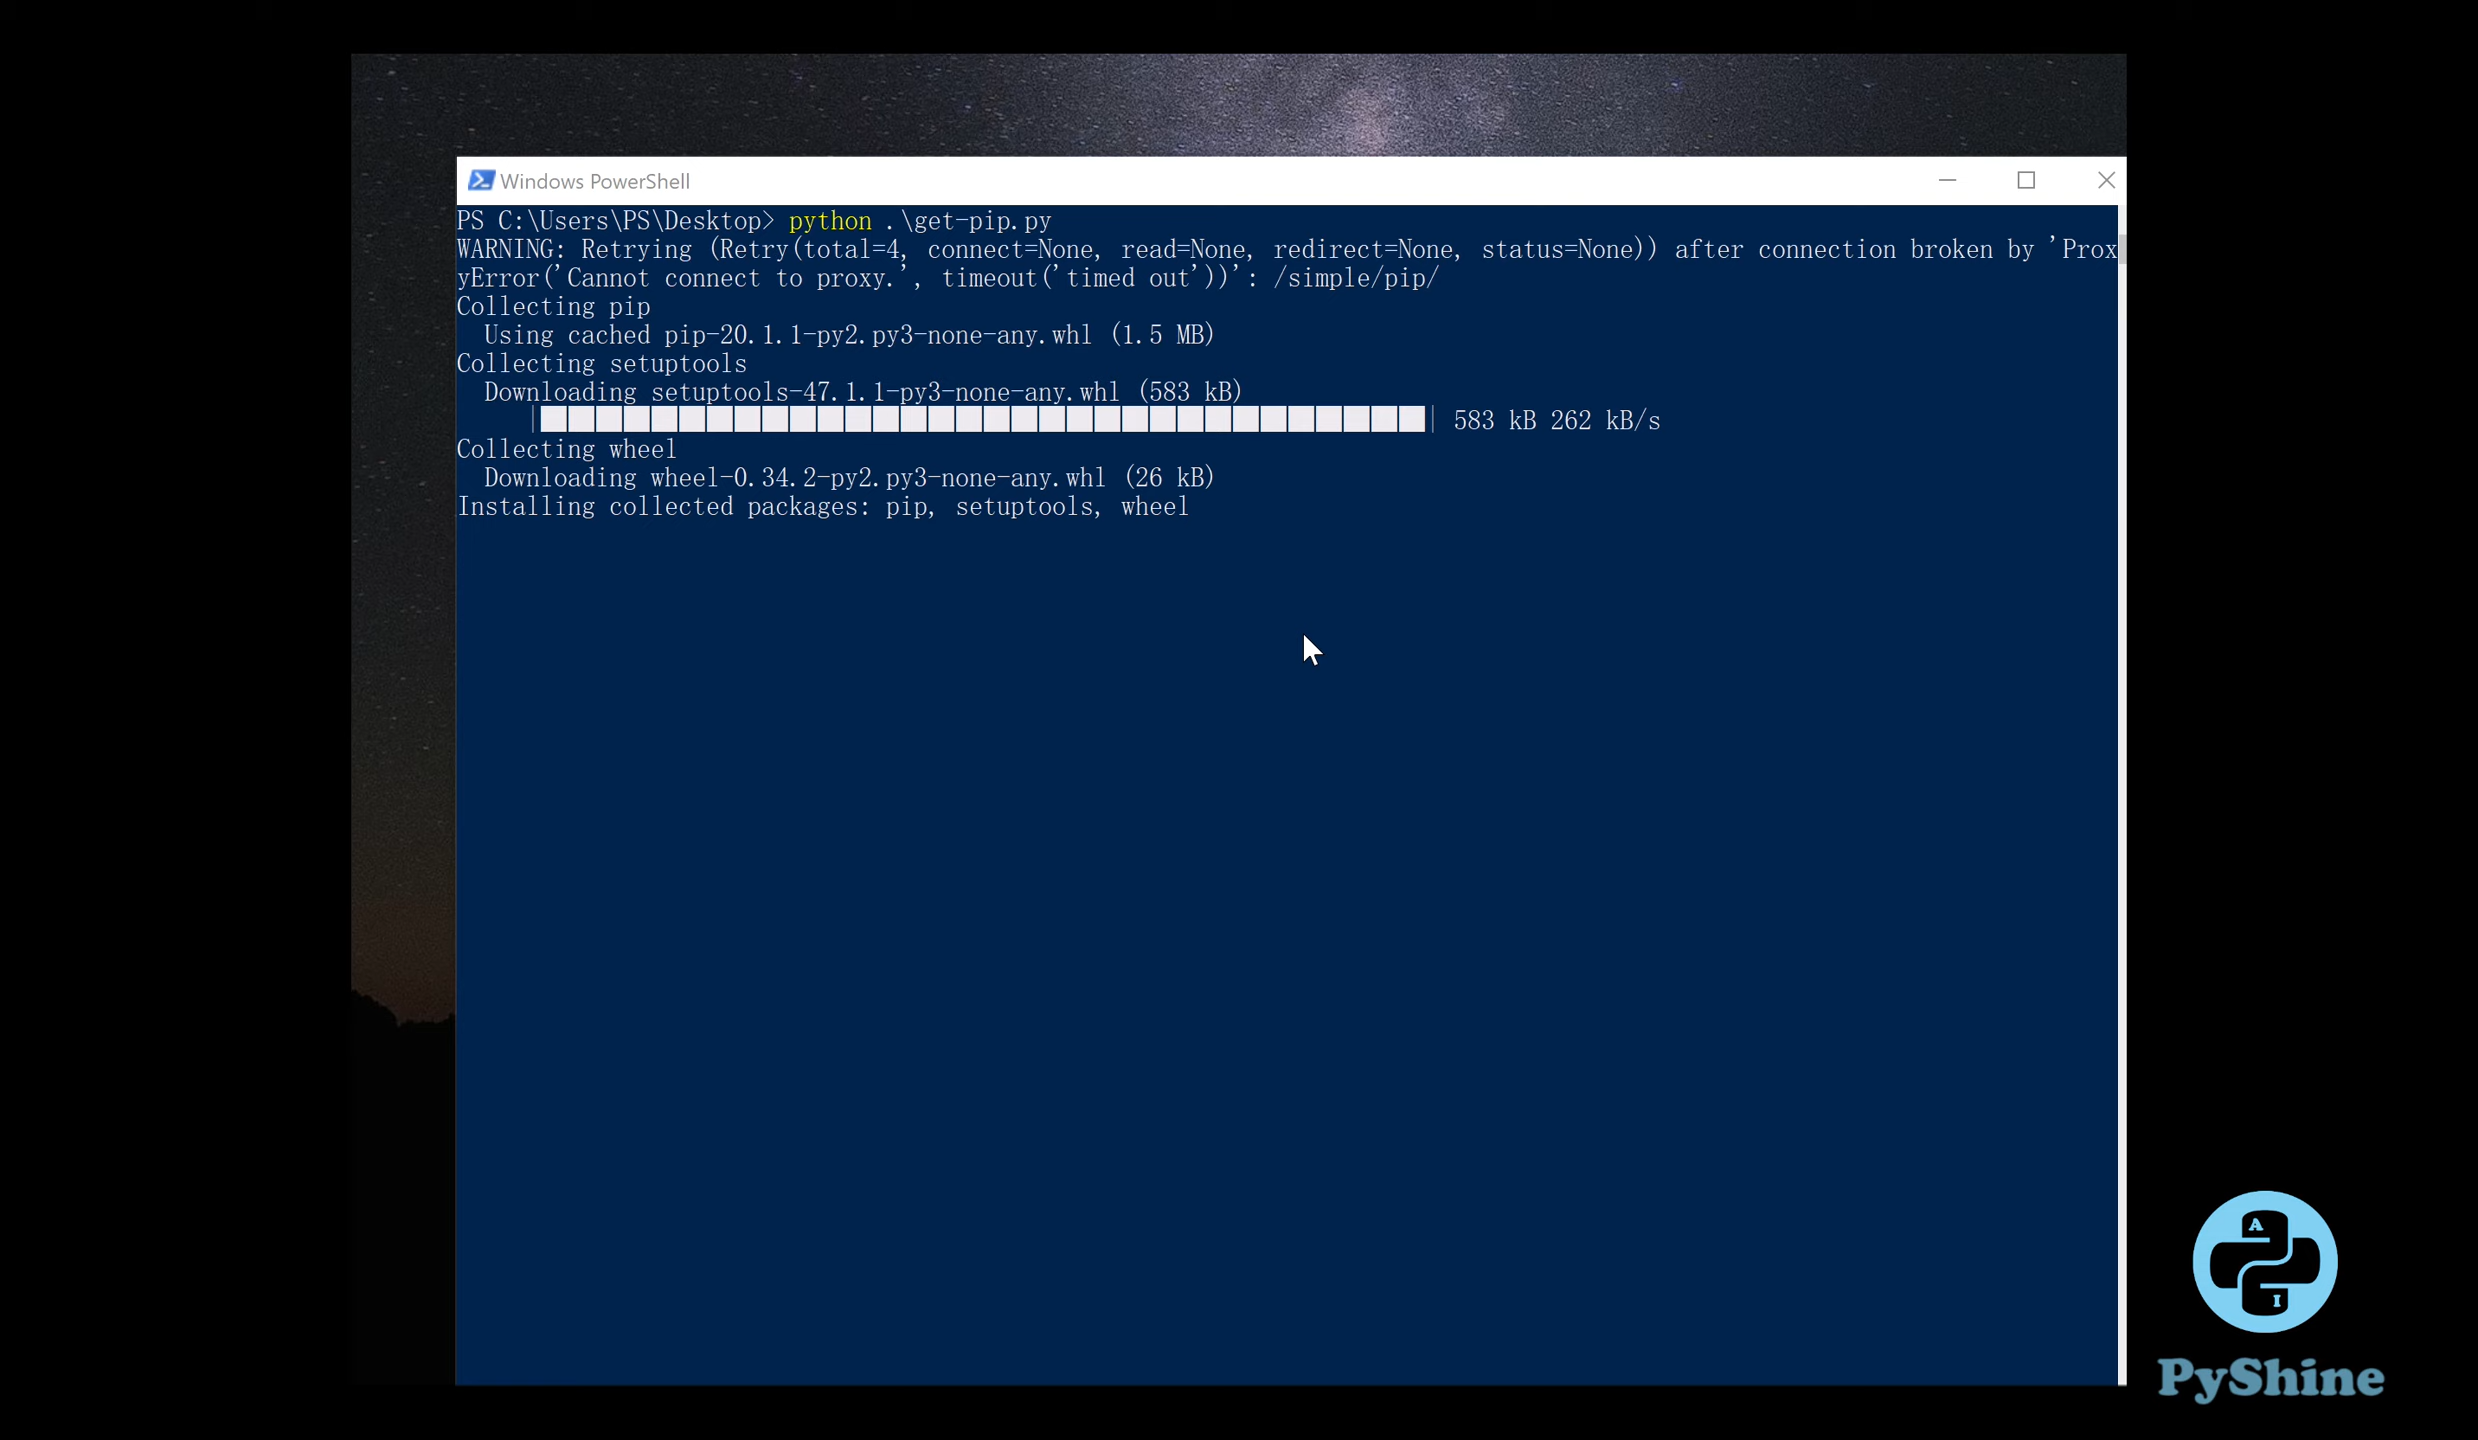 Windows PowerShell
PS C:\Users\PS\Desktop> python .\get-pip.py
WARNING: Retrying (Retry(total=4, connect=None, read=None, redirect=None, status=None)) after connection broken by 'Prox
yError('Cannot connect to proxy.', timeout('timed out'))': /simple/pip/
Collecting pip
  Using cached pip-20.1.1-py2.py3-none-any.whl (1.5 MB)
Collecting setuptools
  Downloading setuptools-47.1.1-py3-none-any.whl (583 kB)
583 kB 262 kB/s
Collecting wheel
  Downloading wheel-0.34.2-py2.py3-none-any.whl (26 kB)
Installing collected packages: pip, setuptools, wheel
A
I
PyShine